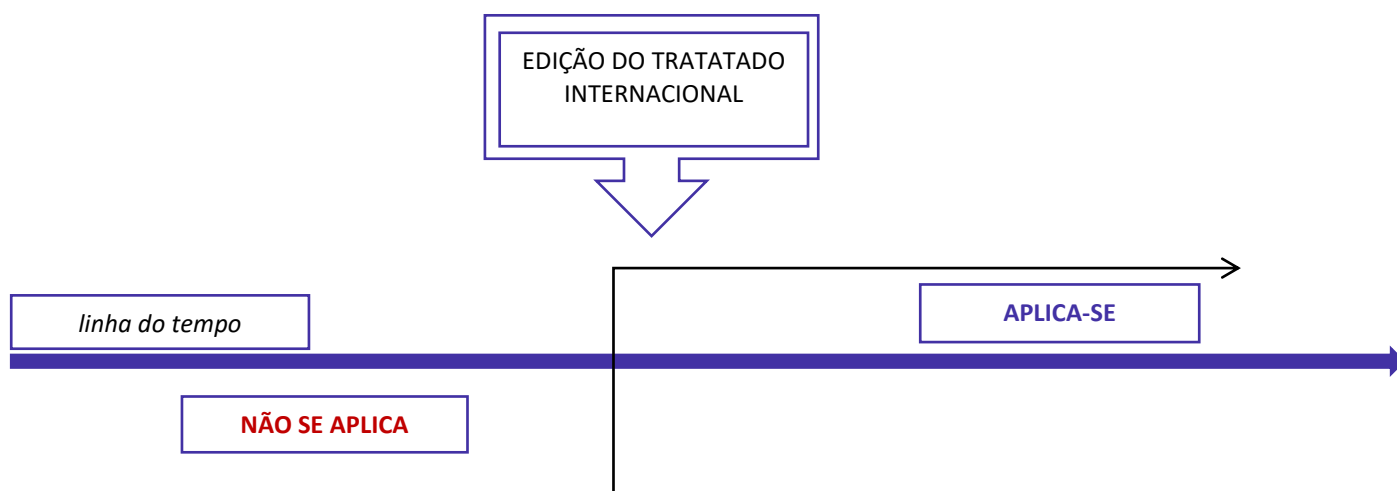 EDIÇÃO DO TRATATADO
INTERNACIONAL
linha do tempo
APLICA-SE
NÃO SE APLICA